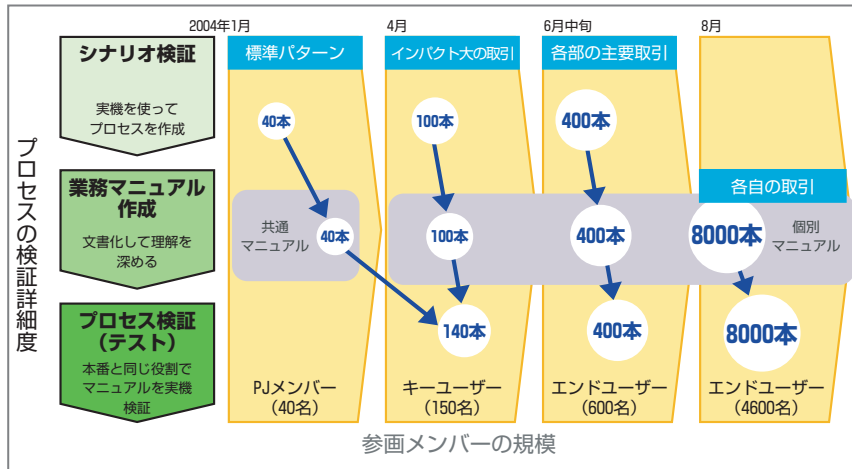 2004年1月
4月
6月中旬
8月
シナリオ検証
実機を使って
プロセスを作成
標準パターン
インパクト大の取引
各部の主要取引
40本
100本
400本
プロセスの検証詳細度
業務マニュアル
作成
文書化して理解を
深める
共通
マニュアル
40本
100本
400本
各自の取引
8000本
個別
マニュアル
プロセス検証
（テスト）
本番と同じ役割で
マニュアルを実機
検証
140本
400本
8000本
PJメンバー
（40名）
キーユーザー
（150名）
エンドユーザー
（600名）
エンドユーザー
（4600名）
参画メンバーの規模